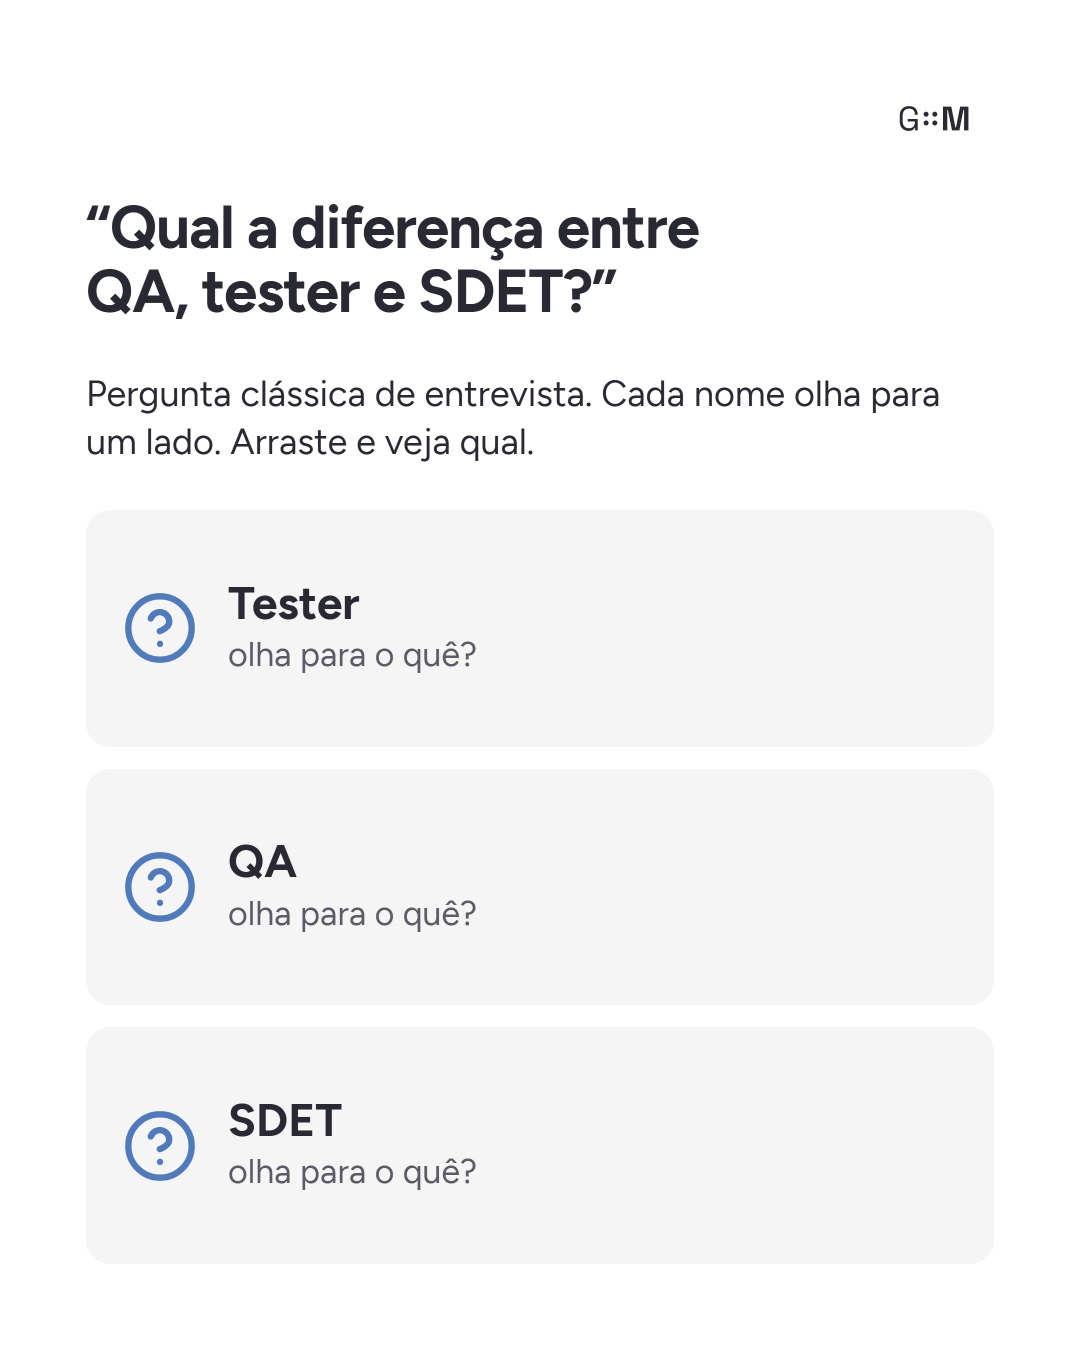 G::M
“Qual a diferença entre
QA, tester e SDET?”
Pergunta clássica de entrevista. Cada nome olha para
um lado. Arraste e veja qual.
Tester
olha para o quê?
QA
olha para o quê?
SDET
olha para o quê?